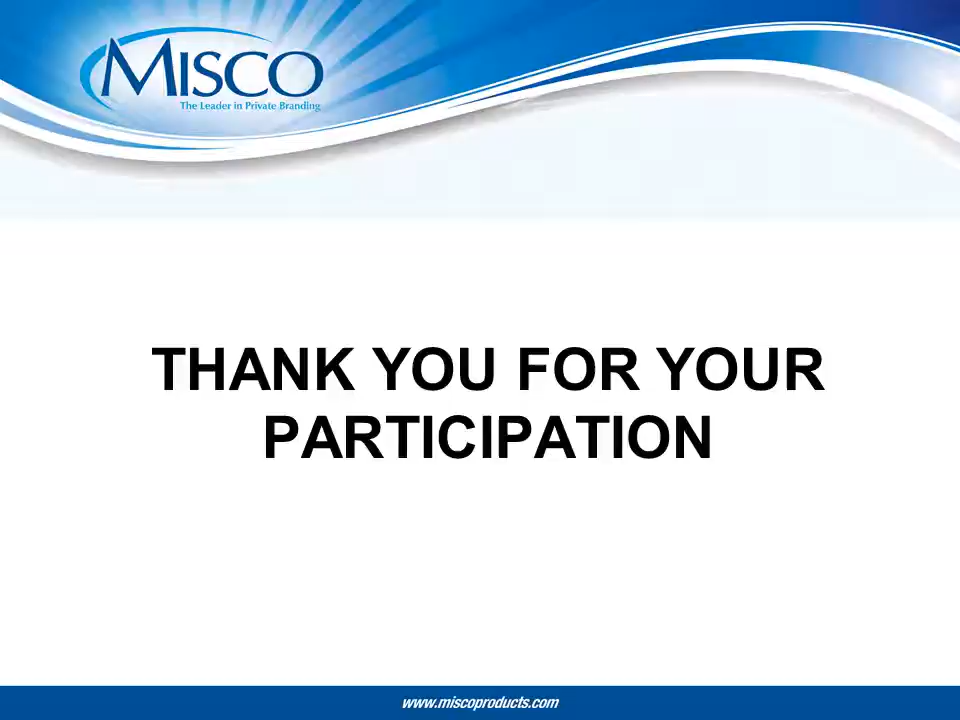 MISCO
The Leader in Private Branding
THANK YOU FOR YOUR
PARTICIPATION
www.miscoproducts.com